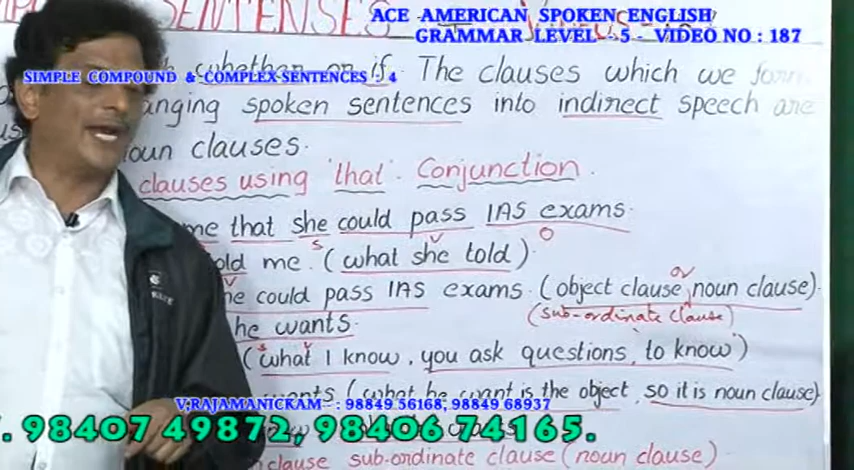 SENTENSES
ACE AMERICAN SPOKEN ENGLISH
GRAMMAR LEVEL - 5 - VIDEO NO : 187
whether or if. The clauses which we form
SIMPLE COMPOUND & COMPLEX SENTENCES 4
anging spoken sentences into indirect speech are
noun clauses.
clauses using 'that' Conjunction.
me that she could pass IAS exams.
S V O
told me. (what she told).
V or
he could pass IAS exams. (object clause, noun clause).
(sub-ordinate clause)
he wants.
S V
(what I know, you ask questions, to know)
wants (what he want is the object, so it is noun clause)
V.RAJAMANICKAM : 98849 56168, 98849 68937
98407 49872, 98406 74165.
clause sub-ordinate clause (noun clause)